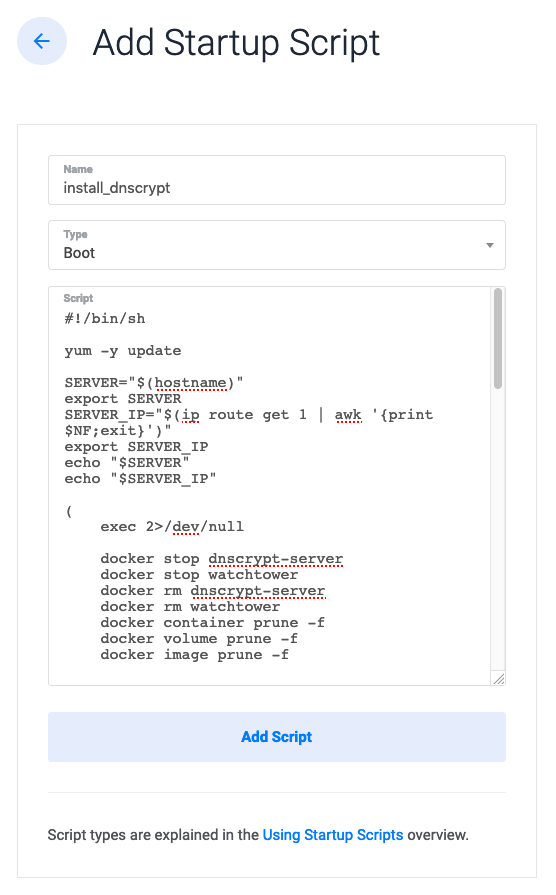 Add Startup Script
Name
install_dnscrypt
Type
Boot
Script
#!/bin/sh
yum -y update
SERVER="$(hostname)"
export SERVER
SERVER_IP="$(ip route get 1 | awk '{print
$NF;exit}')"
export SERVER_IP
echo "$SERVER"
echo "$SERVER_IP"
(
    exec 2>/dev/null
    docker stop dnscrypt-server
    docker stop watchtower
    docker rm dnscrypt-server
    docker rm watchtower
    docker container prune -f
    docker volume prune -f
    docker image prune -f
Add Script
Script types are explained in the Using Startup Scripts overview.